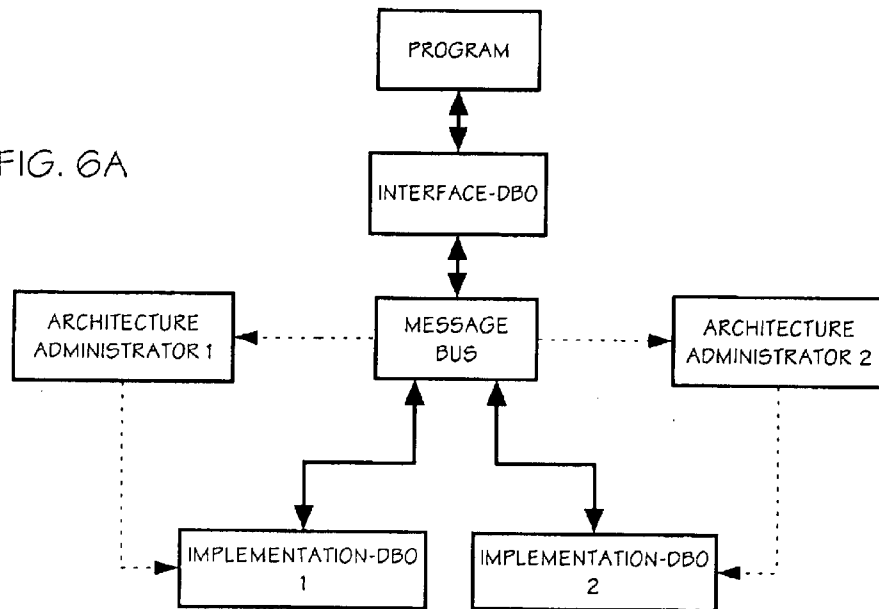 PROGRAM
FIG. 6A
INTERFACE-DBO
ARCHITECTURE
ADMINISTRATOR 1
MESSAGE
BUS
ARCHITECTURE
ADMINISTRATOR 2
IMPLEMENTATION-DBO
1
IMPLEMENTATION-DBO
2